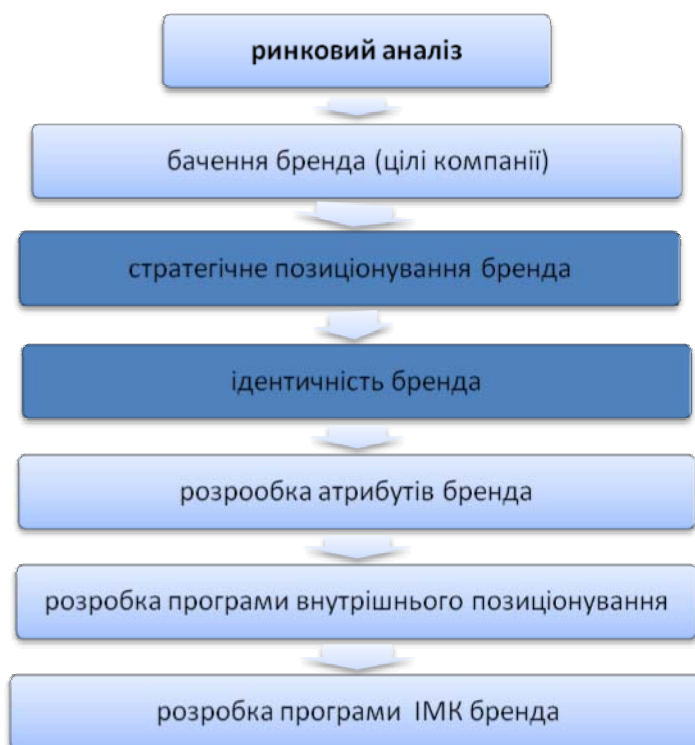 ринковий аналіз
бачення бренда (цілі компанії)
стратегічне позиціонування бренда
ідентичність бренда
розрообка атрибутів бренда
розробка програми внутрішнього позиціонування
розробка програми ІМК бренда